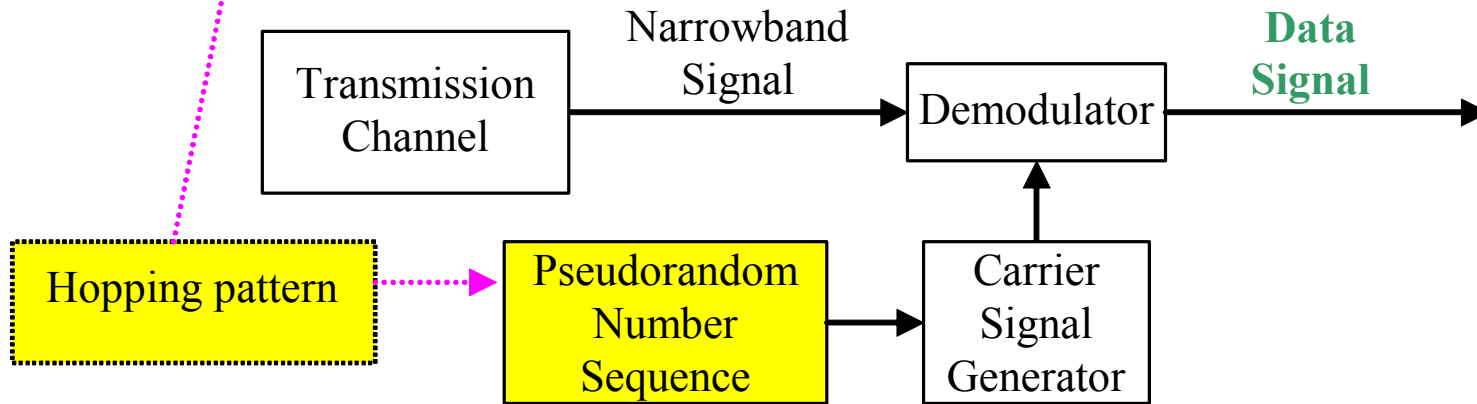 Transmission
Channel
Narrowband
Signal
Demodulator
Data
Signal
Hopping pattern
Pseudorandom
Number
Sequence
Carrier
Signal
Generator